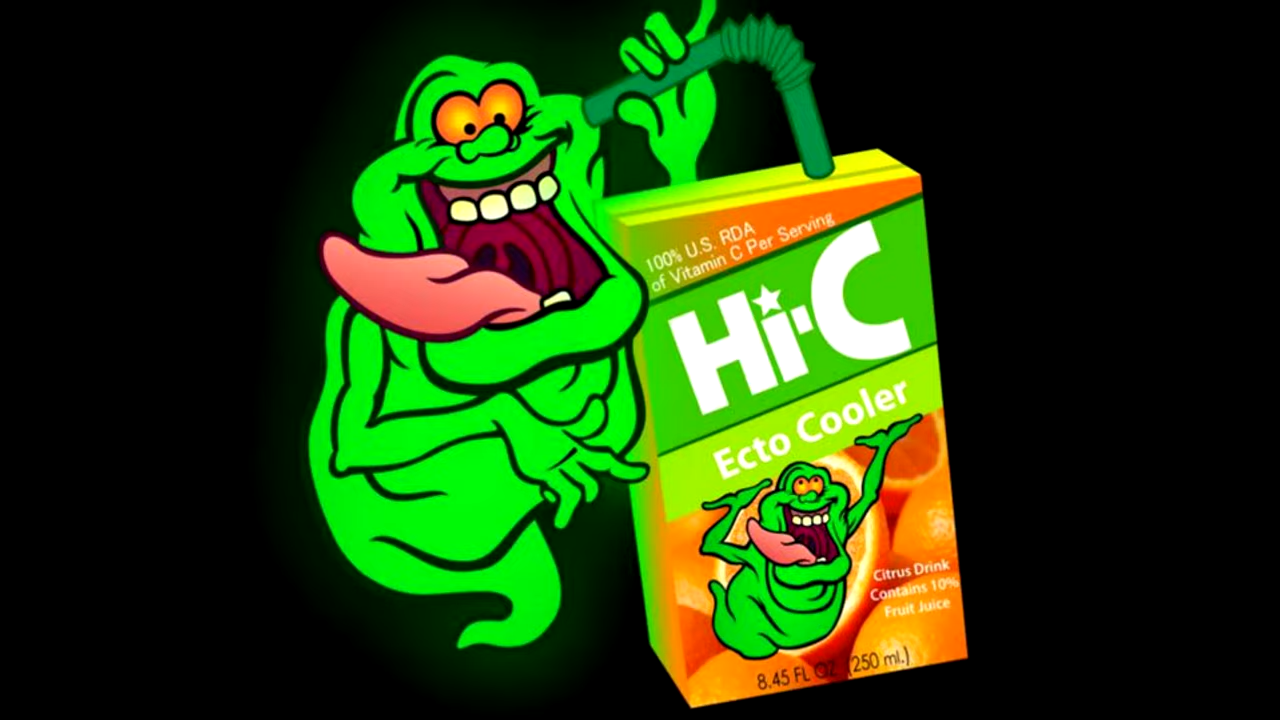 100% U.S. RDA
of Vitamin C Per Serving
Hi-C
Ecto Cooler
Citrus Drink
Contains 10%
Fruit Juice
8.45 FL OZ (250 ml.)